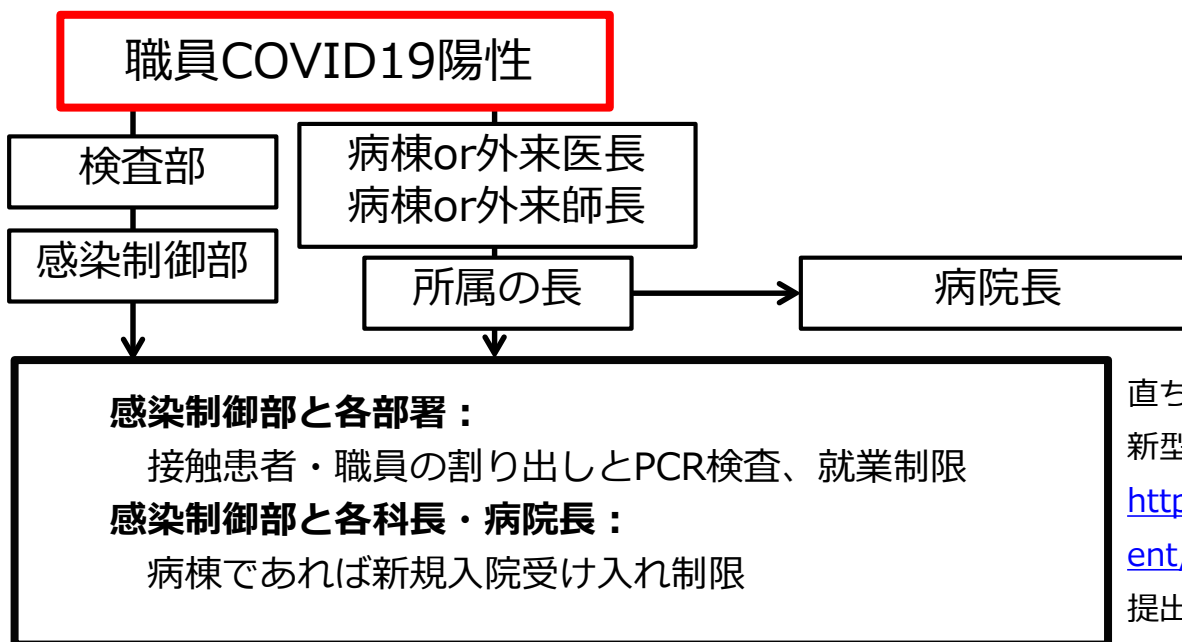 職員COVID19陽性
検査部
感染制御部
病棟or外来医長
病棟or外来師長
所属の長
病院長
感染制御部と各部署：
接触患者・職員の割り出しとPCR検査、就業制限
感染制御部と各科長・病院長：
病棟であれば新規入院受け入れ制限
直ち
新型
http
ent,
提出